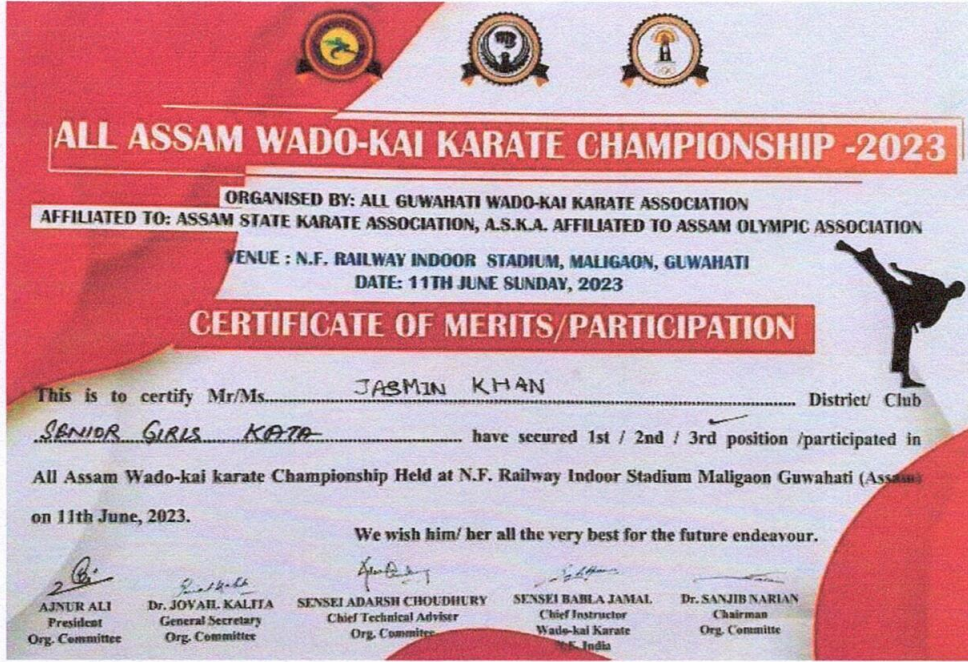 ALL ASSAM WADO-KAI KARATE CHAMPIONSHIP -2023
ORGANISED BY: ALL GUWAHATI WADO-KAI KARATE ASSOCIATION
AFFILIATED TO: ASSAM STATE KARATE ASSOCIATION, A.S.K.A. AFFILIATED TO ASSAM OLYMPIC ASSOCIATION
VENUE : N.F. RAILWAY INDOOR STADIUM, MALIGAON, GUWAHATI
DATE: 11TH JUNE SUNDAY, 2023
CERTIFICATE OF MERITS/PARTICIPATION
This is to certify Mr/Ms. JASMIN KHAN District/ Club
SENIOR GIRLS KATA have secured 1st / 2nd / 3rd position /participated in
All Assam Wado-kai karate Championship Held at N.F. Railway Indoor Stadium Maligaon Guwahati (Assam)
on 11th June, 2023.
We wish him/ her all the very best for the future endeavour.
AJNUR ALI Dr. JOVAIL KALITA SENSEI ADARSH CHOUDHURY SENSEI BABLA JAMAL Dr. SANJIB NARIAN
President General Secretary Chief Technical Adviser Chief Instructor Chairman
Org. Committee Org. Committee Org. Commitee Wado-kai Karate Org. Committe
India